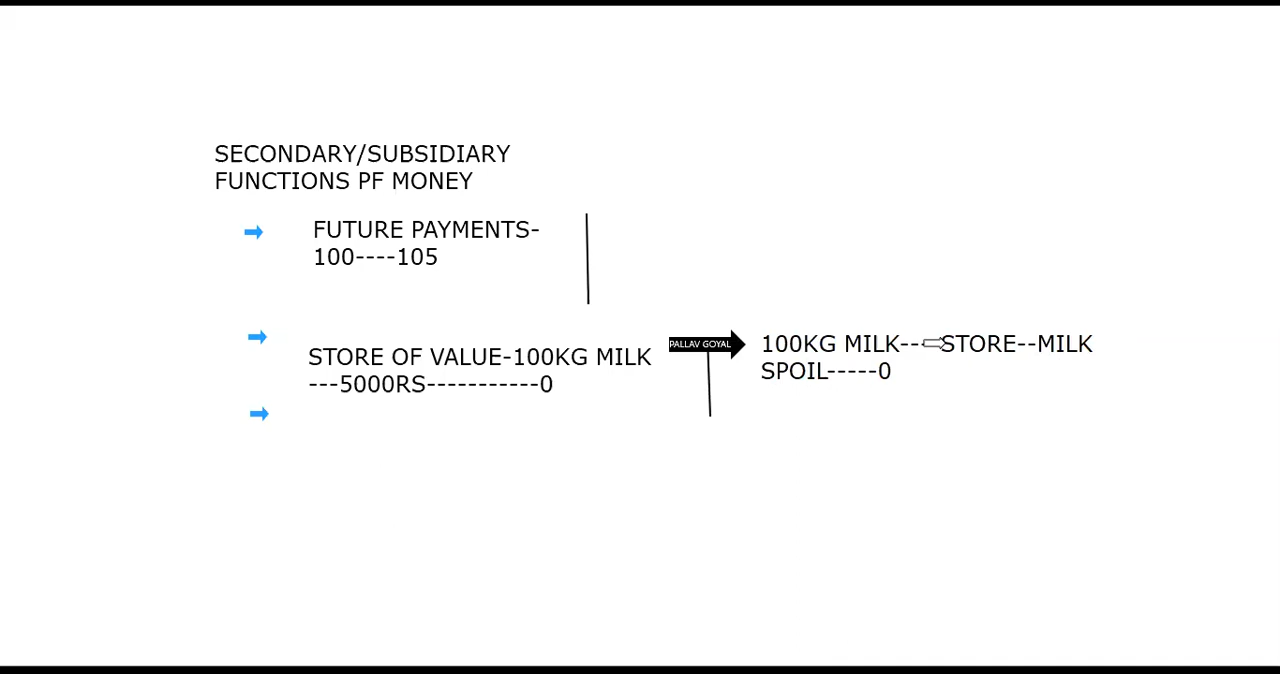 SECONDARY/SUBSIDIARY
FUNCTIONS PF MONEY
FUTURE PAYMENTS-
100----105
STORE OF VALUE-100KG MILK
---5000RS-----------0
PALLAV GOYAL
100KG MILK-- STORE--MILK
SPOIL-----0